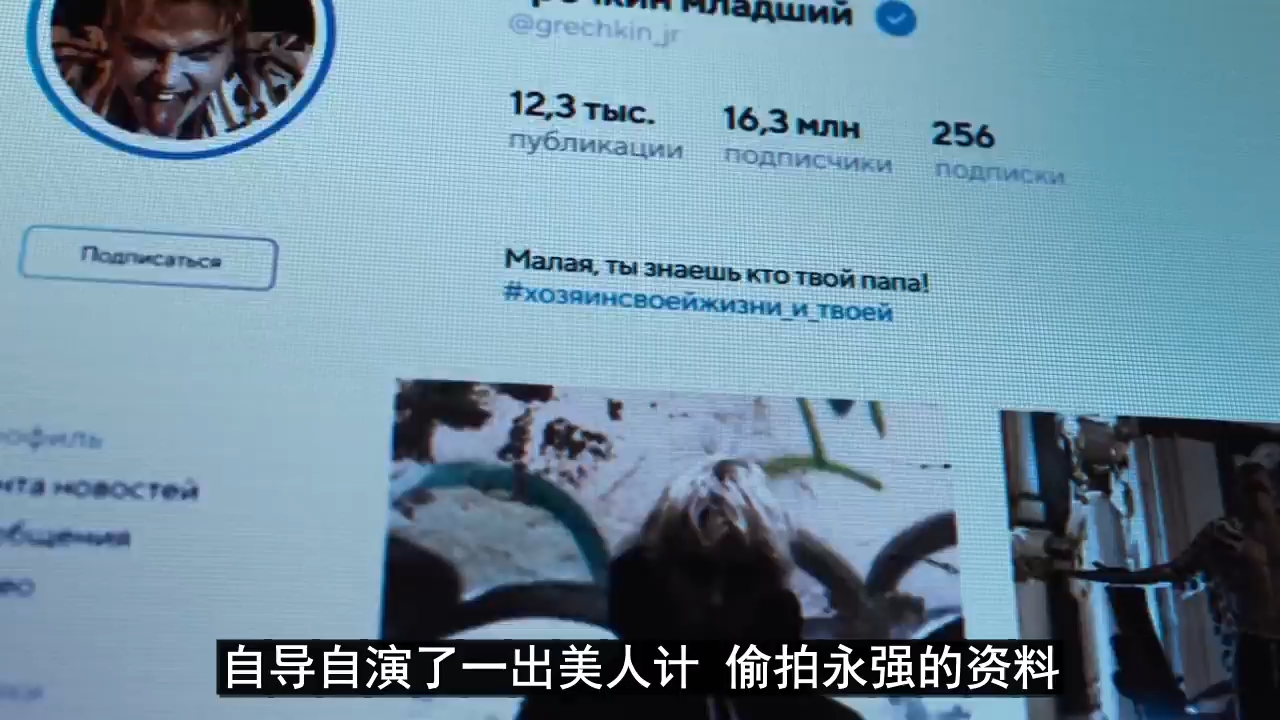 младший
@grechkin_jr
12,3 тыс. 16,3 млн 256
публикации подписчики подписки
Подписаться
Малая, ты знаешь кто твой папа!
#хозяинсвоейжизни_и_твоей
новостей
自导自演了一出美人计 偷拍永强的资料